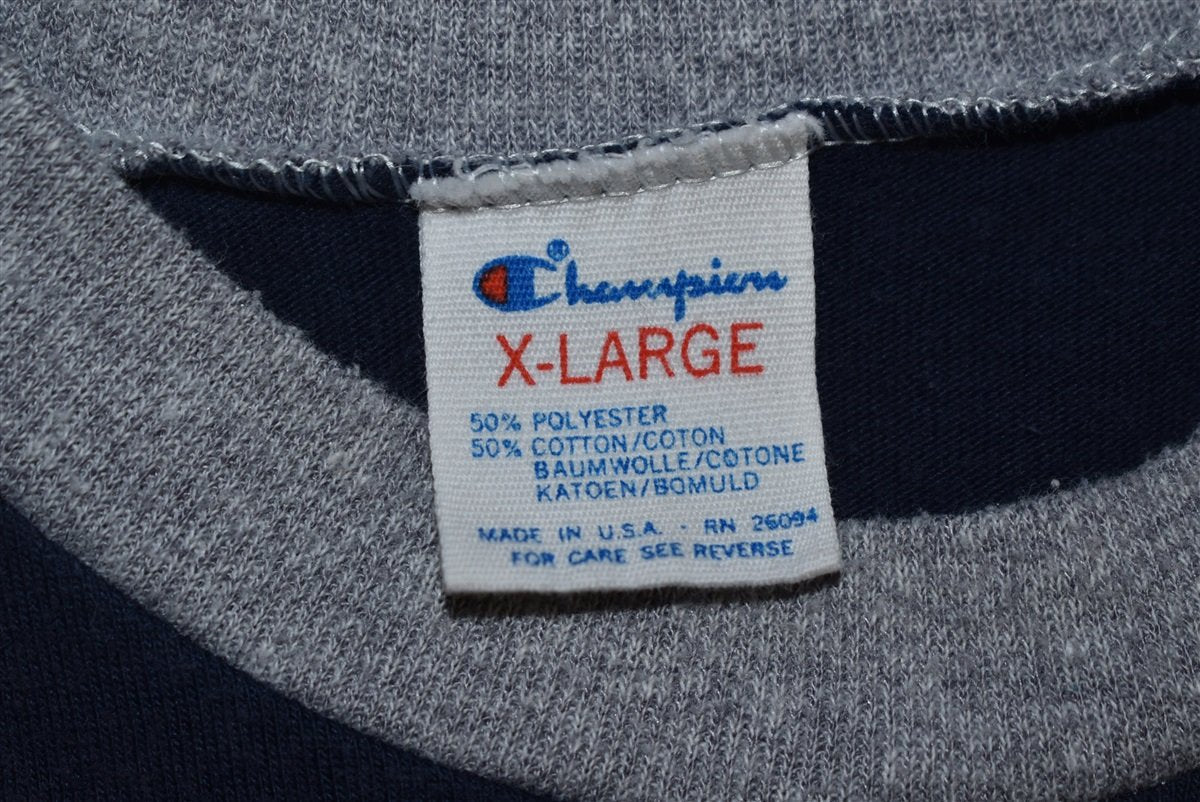 Champion®
X-LARGE
50% POLYESTER
50% COTTON/COTON
BAUMWOLLE/COTONE
KATOEN/BOMULD
MADE IN U.S.A. · RN 26094
FOR CARE SEE REVERSE